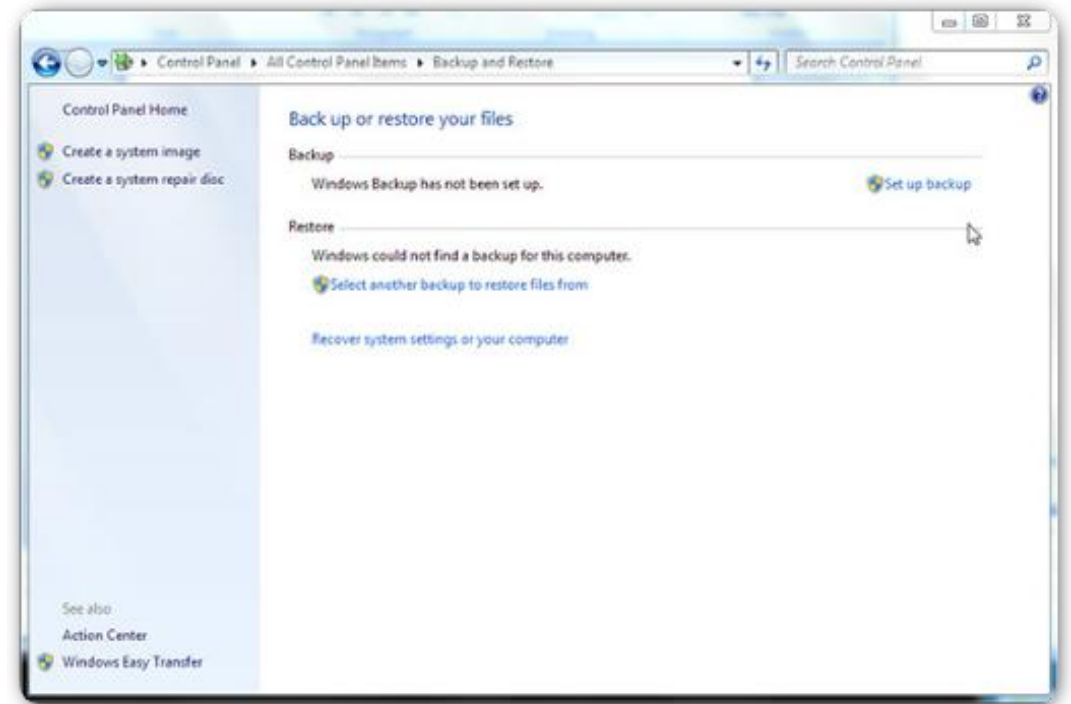 Control Panel ▸ All Control Panel Items ▸ Backup and Restore
Search Control Panel
Control Panel Home
Create a system image
Create a system repair disc
Back up or restore your files
Backup
Windows Backup has not been set up.
Set up backup
Restore
Windows could not find a backup for this computer.
Select another backup to restore files from
Recover system settings or your computer
See also
Action Center
Windows Easy Transfer